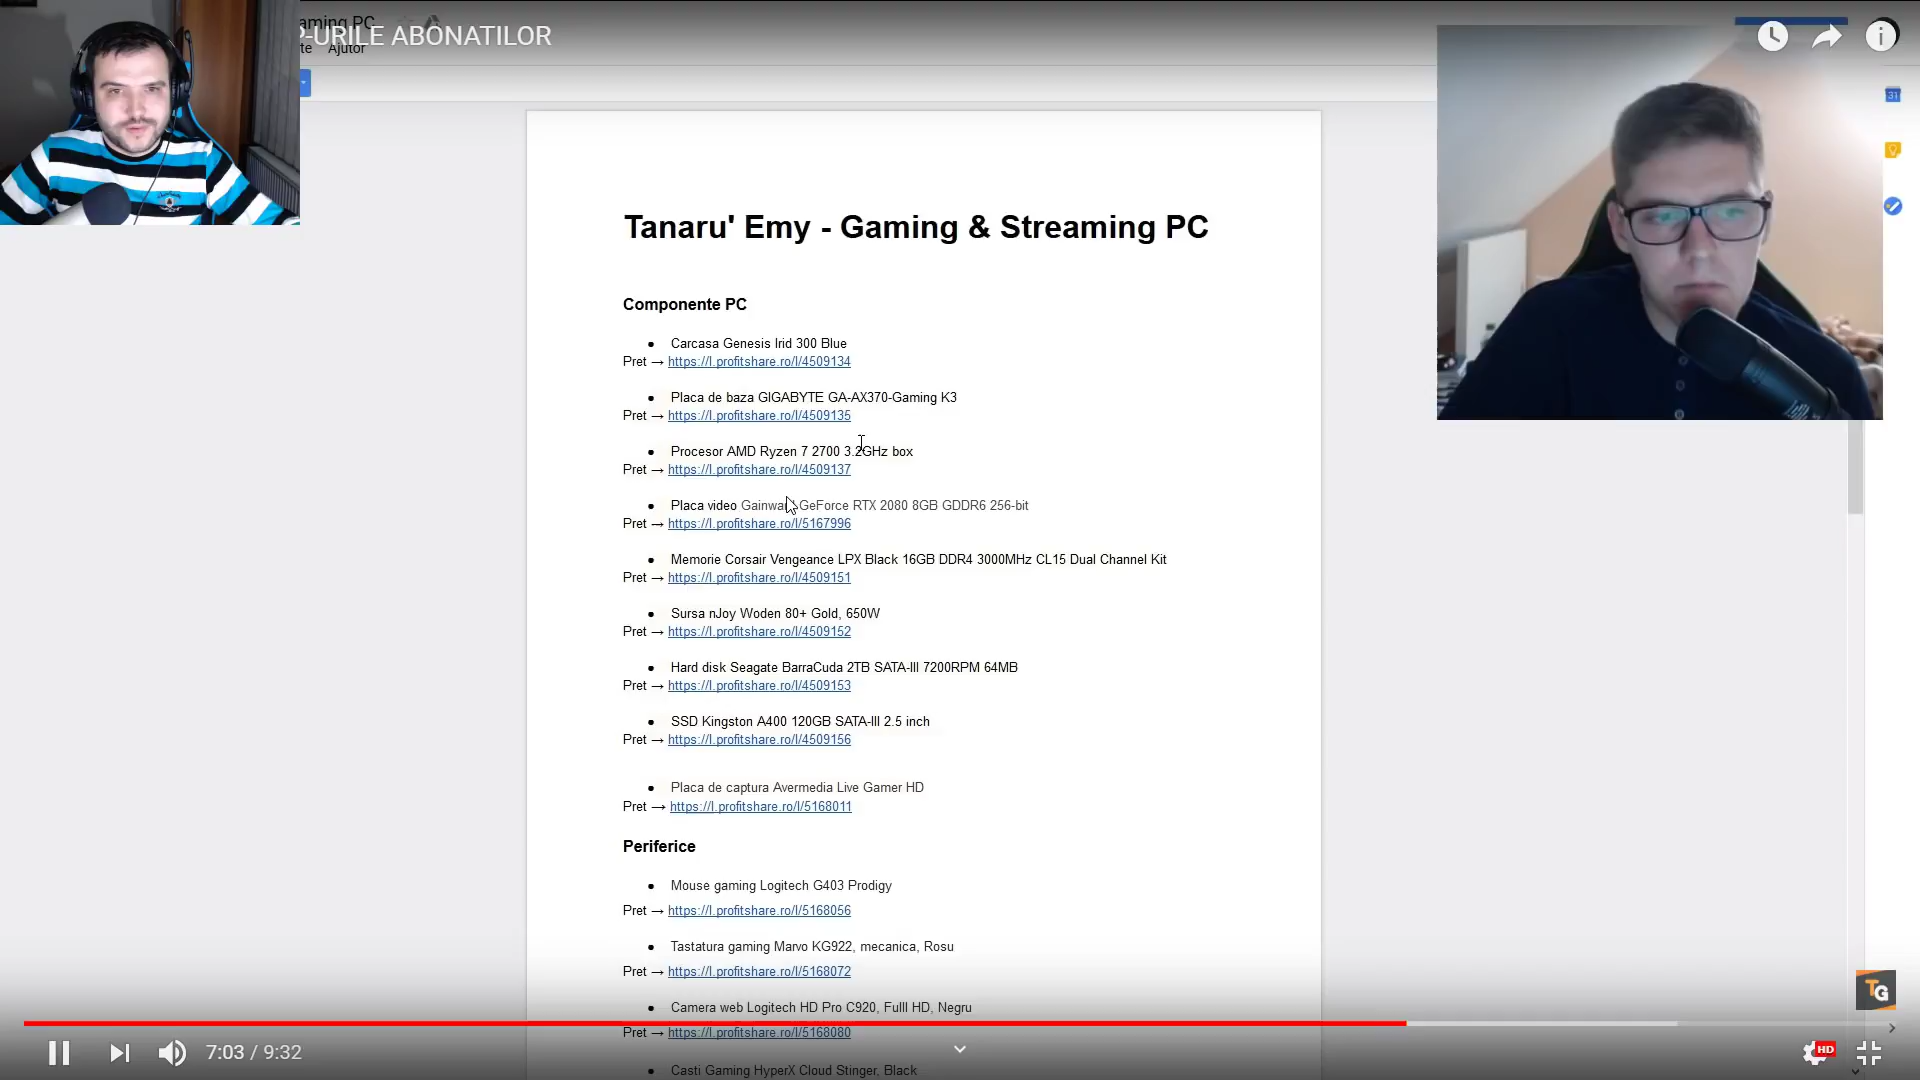 aming PC
P-URILE ABONATILOR
te Ajutor
31
Tanaru' Emy - Gaming & Streaming PC
Componente PC
● Carcasa Genesis Irid 300 Blue
Pret → https://l.profitshare.ro/l/4509134
● Placa de baza GIGABYTE GA-AX370-Gaming K3
Pret → https://l.profitshare.ro/l/4509135
● Procesor AMD Ryzen 7 2700 3.2GHz box
Pret → https://l.profitshare.ro/l/4509137
● Placa video Gainward GeForce RTX 2080 8GB GDDR6 256-bit
Pret → https://l.profitshare.ro/l/5167996
● Memorie Corsair Vengeance LPX Black 16GB DDR4 3000MHz CL15 Dual Channel Kit
Pret → https://l.profitshare.ro/l/4509151
● Sursa nJoy Woden 80+ Gold, 650W
Pret → https://l.profitshare.ro/l/4509152
● Hard disk Seagate BarraCuda 2TB SATA-III 7200RPM 64MB
Pret → https://l.profitshare.ro/l/4509153
● SSD Kingston A400 120GB SATA-III 2.5 inch
Pret → https://l.profitshare.ro/l/4509156
● Placa de captura Avermedia Live Gamer HD
Pret → https://l.profitshare.ro/l/5168011
Periferice
● Mouse gaming Logitech G403 Prodigy
Pret → https://l.profitshare.ro/l/5168056
● Tastatura gaming Marvo KG922, mecanica, Rosu
Pret → https://l.profitshare.ro/l/5168072
● Camera web Logitech HD Pro C920, Fulll HD, Negru
Pret → https://l.profitshare.ro/l/5168080
● Casti Gaming HyperX Cloud Stinger, Black
TG
7:03 / 9:32
HD